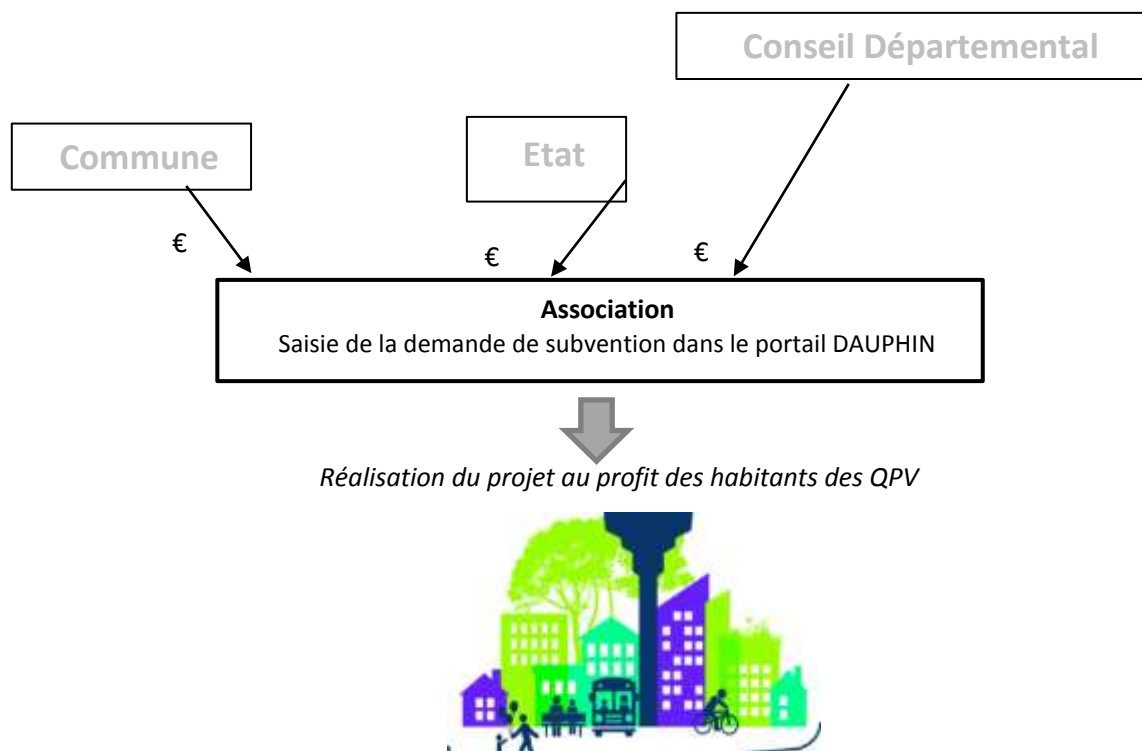 Conseil Départemental
Commune
Etat
€
€
€
Association
Saisie de la demande de subvention dans le portail DAUPHIN
Réalisation du projet au profit des habitants des QPV